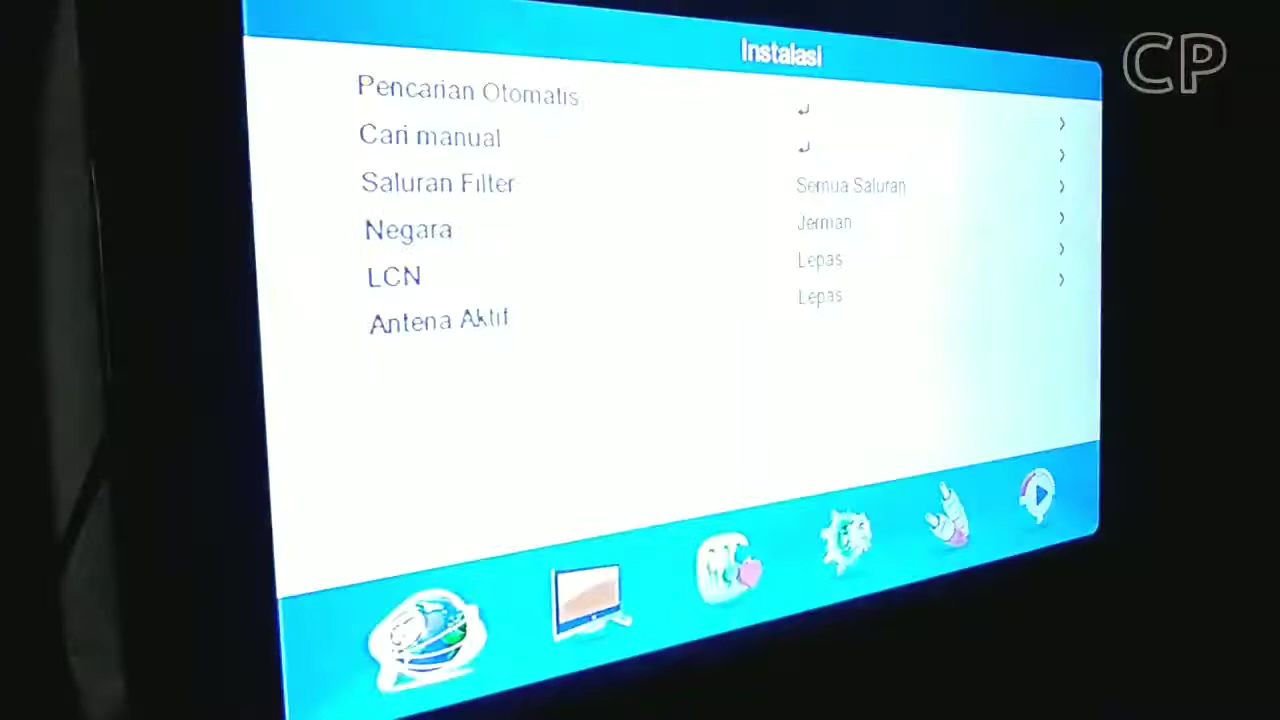 Instalasi
Pencarian Otomatis
Cari manual
Saluran Filter Semua Saluran
Negara Jerman
LCN Lepas
Antena Aktif Lepas
CP